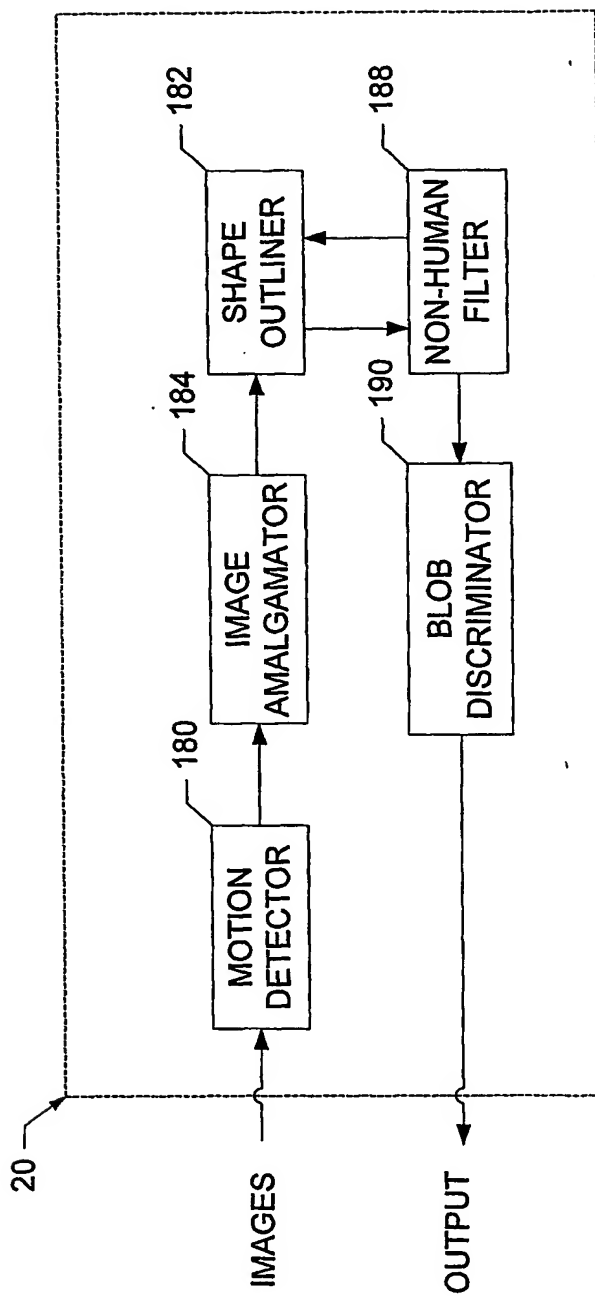 20
IMAGES
180
MOTION
DETECTOR
184
IMAGE
AMALGAMATOR
182
SHAPE
OUTLINER
188
NON-HUMAN
FILTER
190
BLOB
DISCRIMINATOR
OUTPUT